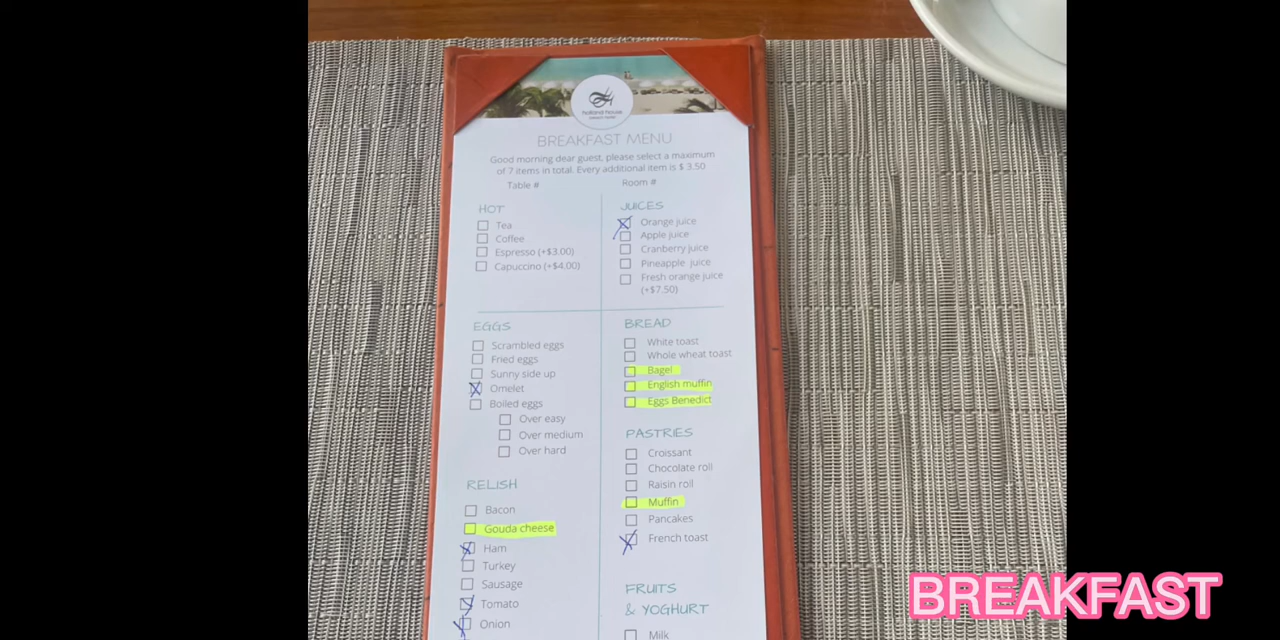 holland house
BREAKFAST MENU
Good morning dear guest, please select a maximum
of 7 items in total. Every additional item is $ 3.50
Table #
Room #
HOT
Tea
Coffee
Espresso (+$3.00)
Capuccino (+$4.00)
JUICES
Orange juice
Apple juice
Cranberry juice
Pineapple juice
Fresh orange juice
(+$7.50)
EGGS
Scrambled eggs
Fried eggs
Sunny side up
Omelet
Boiled eggs
Over easy
Over medium
Over hard
BREAD
White toast
Whole wheat toast
Bagel
English muffin
Eggs Benedict
PASTRIES
Croissant
Chocolate roll
Raisin roll
Muffin
Pancakes
French toast
RELISH
Bacon
Gouda cheese
Ham
Turkey
Sausage
Tomato
Onion
FRUITS
& YOGHURT
Milk
BREAKFAST